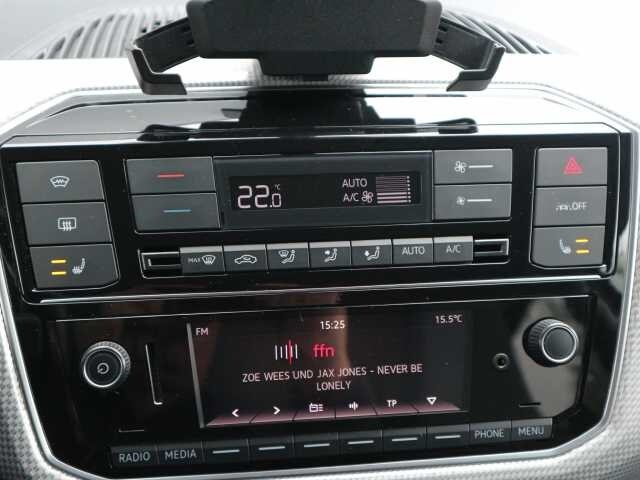 22.0 °C
AUTO
A/C
OFF
MAX
AUTO
A/C
FM
15:25
15.5°C
ffn
ZOE WEES UND JAX JONES - NEVER BE
LONELY
TP
RADIO
MEDIA
PHONE
MENU